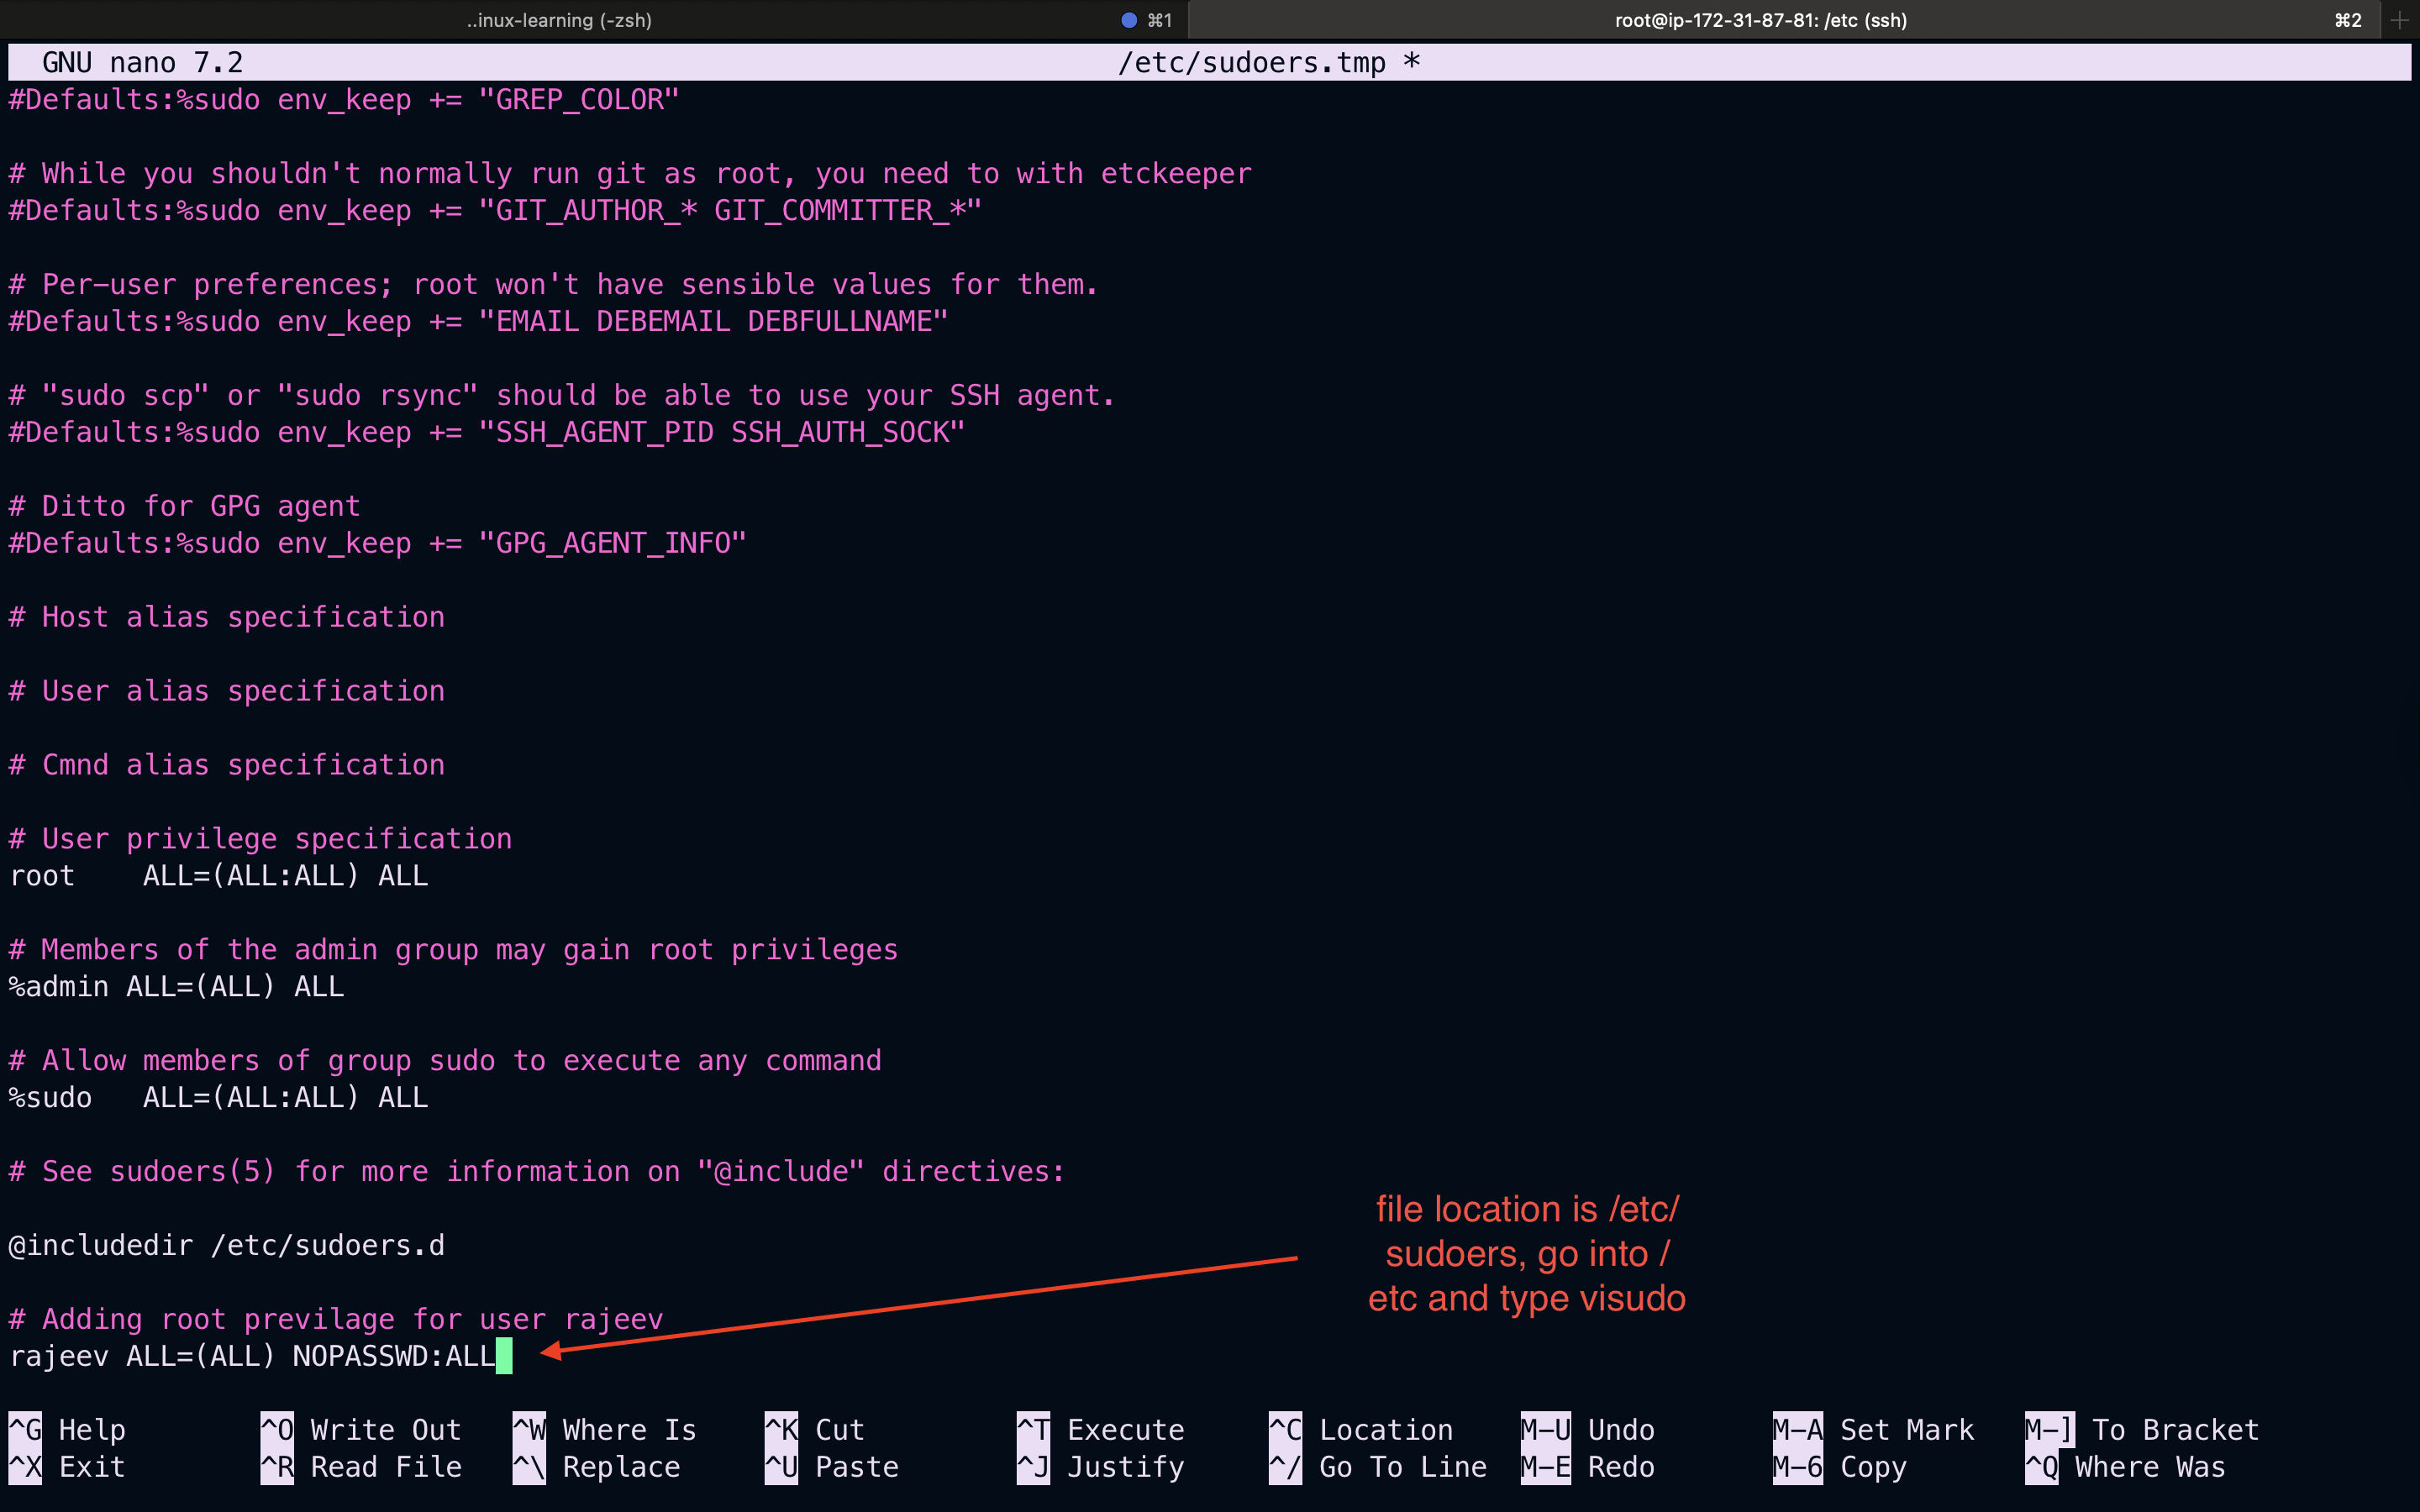 ..inux-learning (-zsh) ⌘1 root@ip-172-31-87-81: /etc (ssh) ⌘2 +
GNU nano 7.2 /etc/sudoers.tmp *
#Defaults:%sudo env_keep += "GREP_COLOR"
# While you shouldn't normally run git as root, you need to with etckeeper
#Defaults:%sudo env_keep += "GIT_AUTHOR_* GIT_COMMITTER_*"
# Per-user preferences; root won't have sensible values for them.
#Defaults:%sudo env_keep += "EMAIL DEBEMAIL DEBFULLNAME"
# "sudo scp" or "sudo rsync" should be able to use your SSH agent.
#Defaults:%sudo env_keep += "SSH_AGENT_PID SSH_AUTH_SOCK"
# Ditto for GPG agent
#Defaults:%sudo env_keep += "GPG_AGENT_INFO"
# Host alias specification
# User alias specification
# Cmnd alias specification
# User privilege specification
root    ALL=(ALL:ALL) ALL
# Members of the admin group may gain root privileges
%admin ALL=(ALL) ALL
# Allow members of group sudo to execute any command
%sudo   ALL=(ALL:ALL) ALL
# See sudoers(5) for more information on "@include" directives:
@includedir /etc/sudoers.d
# Adding root previlage for user rajeev
rajeev ALL=(ALL) NOPASSWD:ALL
file location is /etc/
sudoers, go into /
etc and type visudo
^G Help ^O Write Out ^W Where Is ^K Cut ^T Execute ^C Location M-U Undo M-A Set Mark M-] To Bracket
^X Exit ^R Read File ^\ Replace ^U Paste ^J Justify ^/ Go To Line M-E Redo M-6 Copy ^Q Where Was